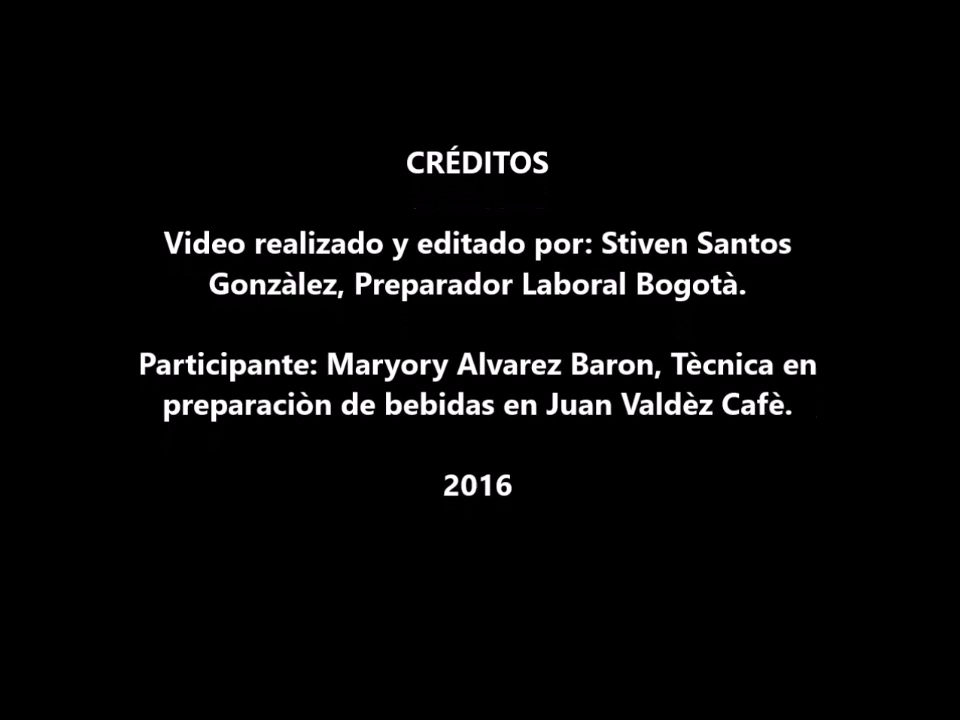 CRÉDITOS
Video realizado y editado por: Stiven Santos
Gonzàlez, Preparador Laboral Bogotà.
Participante: Maryory Alvarez Baron, Tècnica en
preparaciòn de bebidas en Juan Valdèz Cafè.
2016